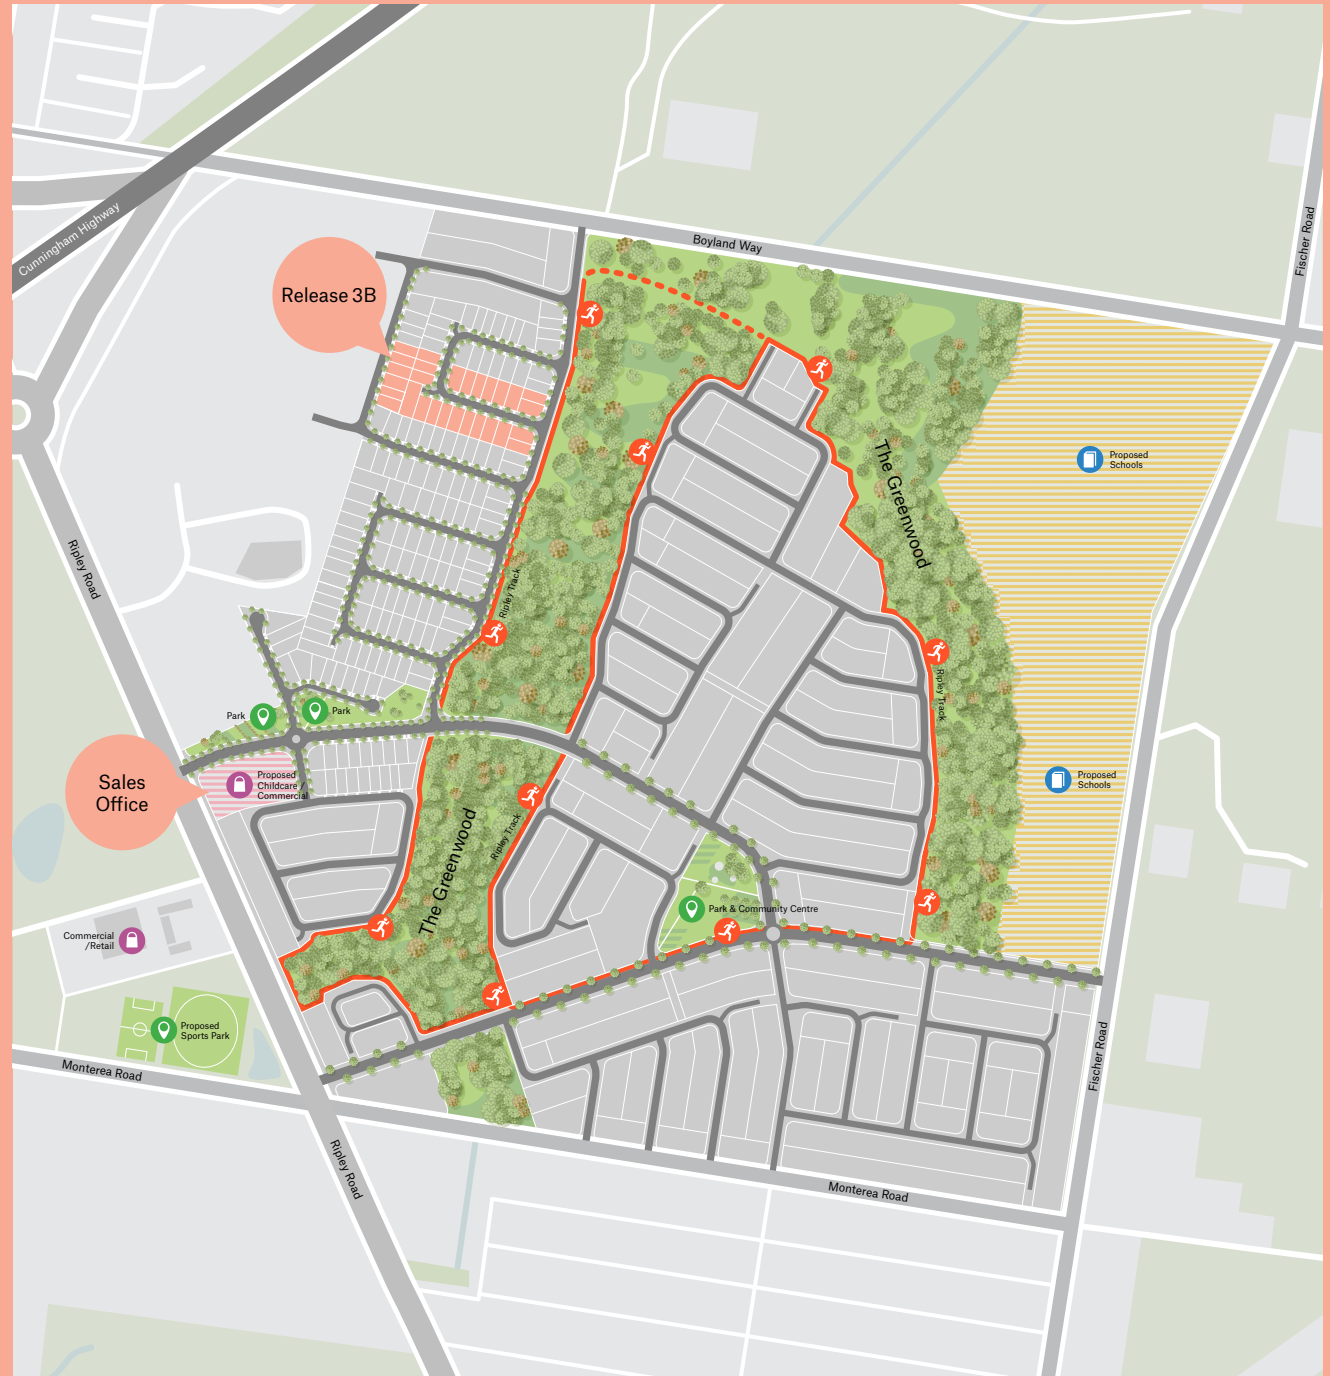 Cunningham Highway
Boyland Way
Fischer Road
Release 3B
Proposed
Schools
The Greenwood
Ripley Road
Ripley Track
Ripley Track
Park
Park
Sales
Office
Proposed
Childcare /
Commercial
Proposed
Schools
Ripley Track
The Greenwood
Park & Community Centre
Commercial
/Retail
Proposed
Sports Park
Monterea Road
Fischer Road
Ripley Road
Monterea Road